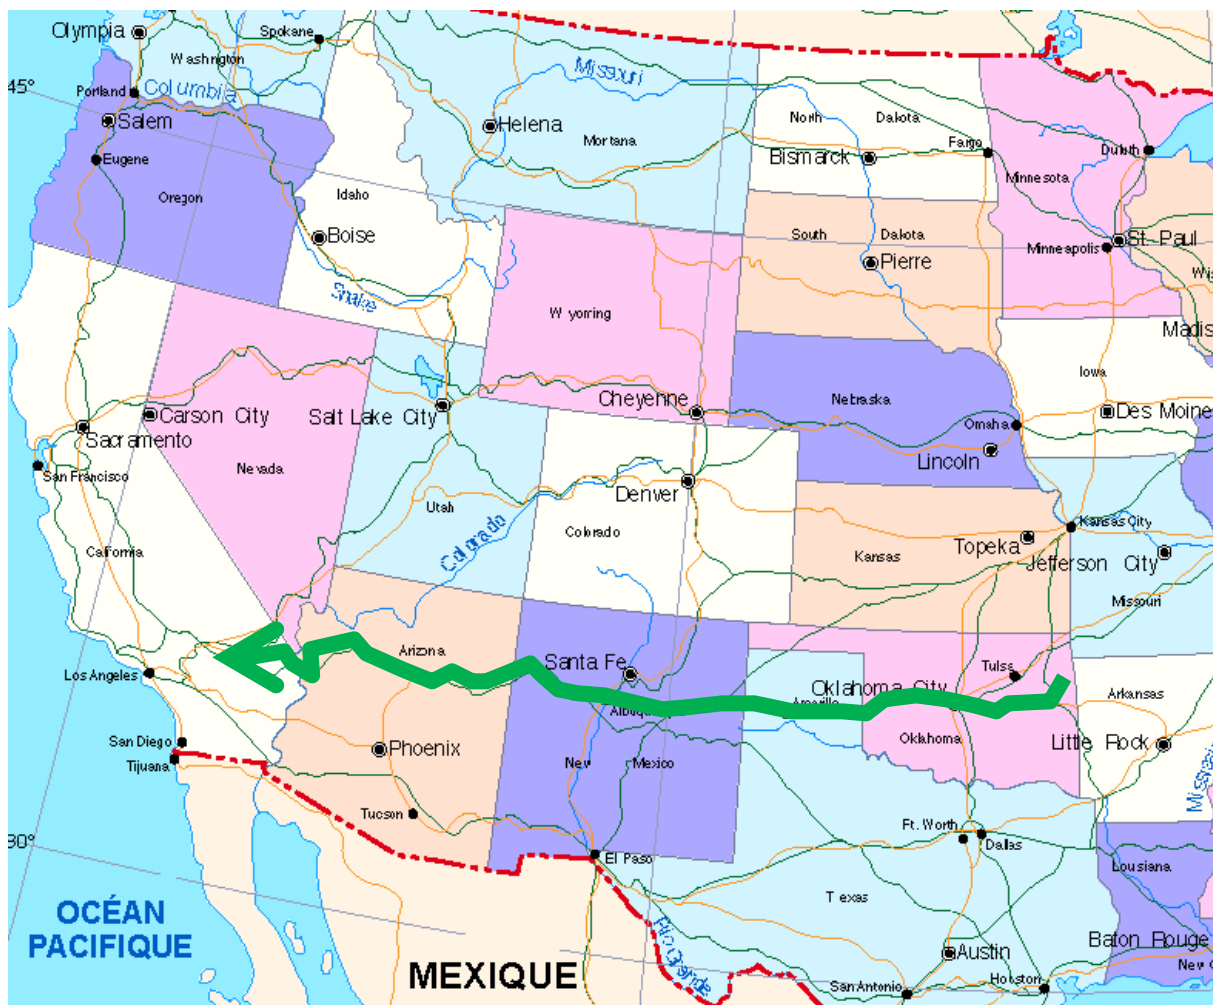 Olympia
Spokane
Washington
Missouri
45°
Portland
Columbia
Salem
Helena
North Dakota
Mortana
Fargo
Duluth
Eugene
Bismarck
Minnesota
Oregon
Idaho
Boise
South Dakota
St. Paul
Minneapolis
Pierre
Snake
Wyorring
Madis
Iowa
Cheyenne
Nebraska
Carson City
Salt Lake City
Des Moine
Omaha
Sacramento
Lincoln
San Francisco
Nevada
Denver
Utah
Colorado
Colorado
Kansas City
Topeka
Kansas
Jefferson City
California
Missouri
Arizona
Santa Fe
Tulsa
Los Angeles
Oklahoma City
Arkansas
Albuqu
Amarillo
San Diego
Phoenix
Oklahoma
Little Rock
Tijuana
New Mexico
Tucson
Ft. Worth
30°
Dallas
El Paso
Lousiana
Texas
OCÉAN
PACIFIQUE
Rio Grande
Baton Rouge
Austin
MEXIQUE
San Antonio
Houston